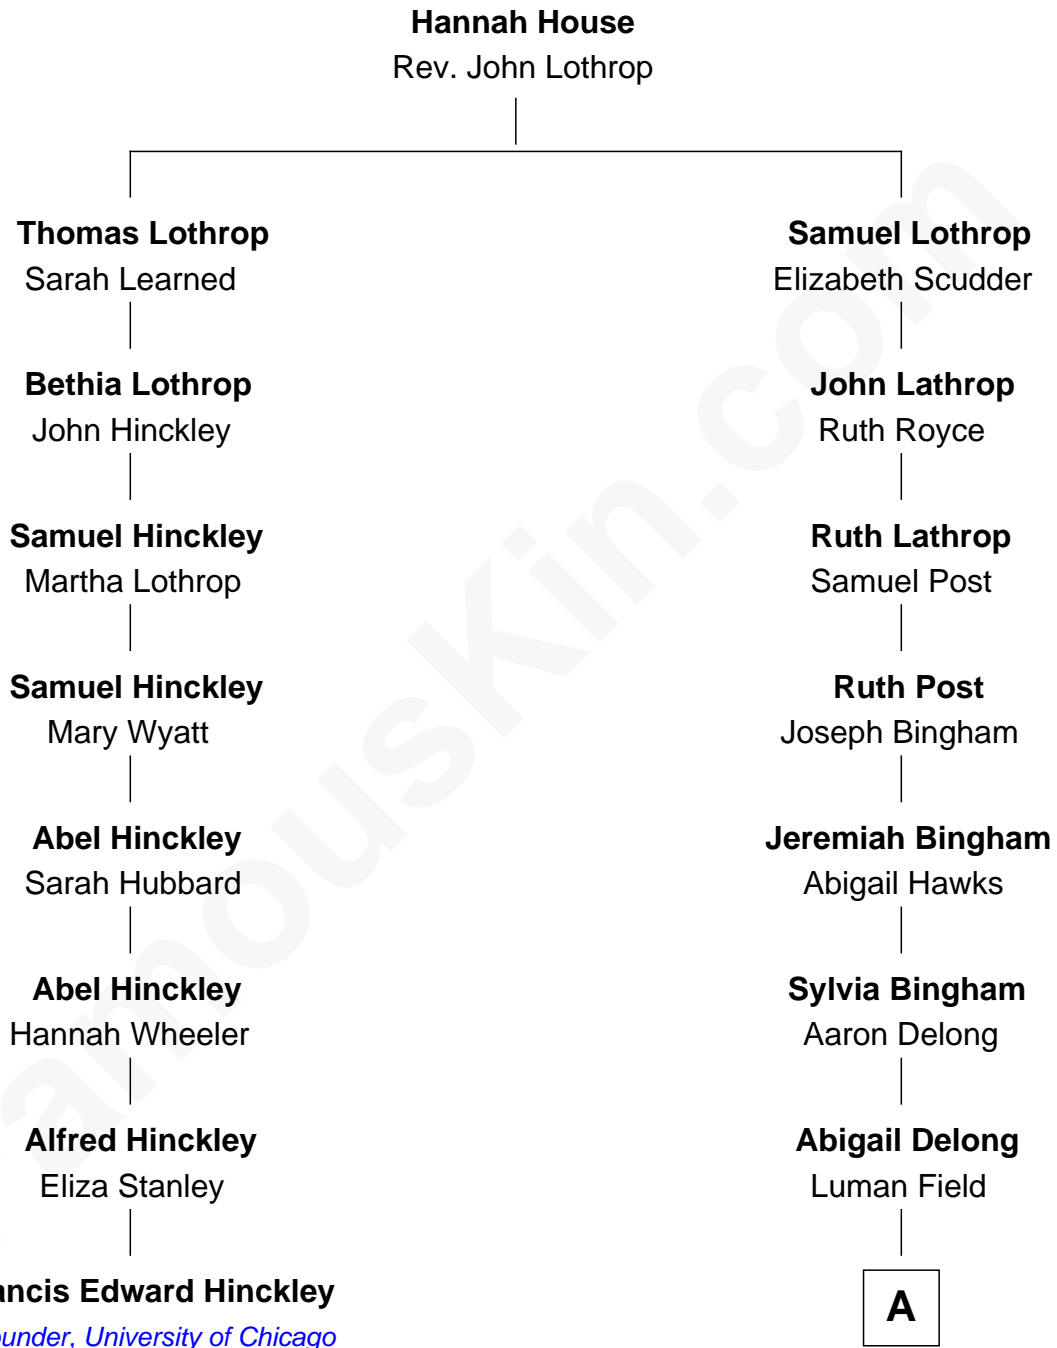 Hannah House
Rev. John Lothrop
Thomas Lothrop
Sarah Learned
Samuel Lothrop
Elizabeth Scudder
Bethia Lothrop
John Hinckley
John Lathrop
Ruth Royce
Samuel Hinckley
Martha Lothrop
Ruth Lathrop
Samuel Post
Samuel Hinckley
Mary Wyatt
Ruth Post
Joseph Bingham
Abel Hinckley
Sarah Hubbard
Jeremiah Bingham
Abigail Hawks
Abel Hinckley
Hannah Wheeler
Sylvia Bingham
Aaron Delong
Alfred Hinckley
Eliza Stanley
Abigail Delong
Luman Field
ancis Edward Hinckley
ounder, University of Chicago
A
amouskin.com